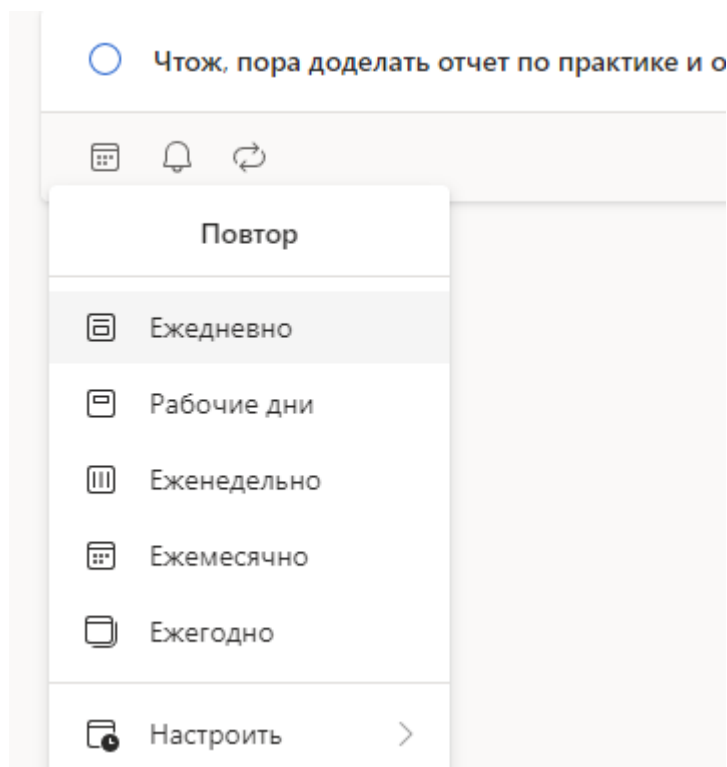 Чтож, пора доделать отчет по практике и о
Повтор
Ежедневно
Рабочие дни
Еженедельно
Ежемесячно
Ежегодно
Настроить